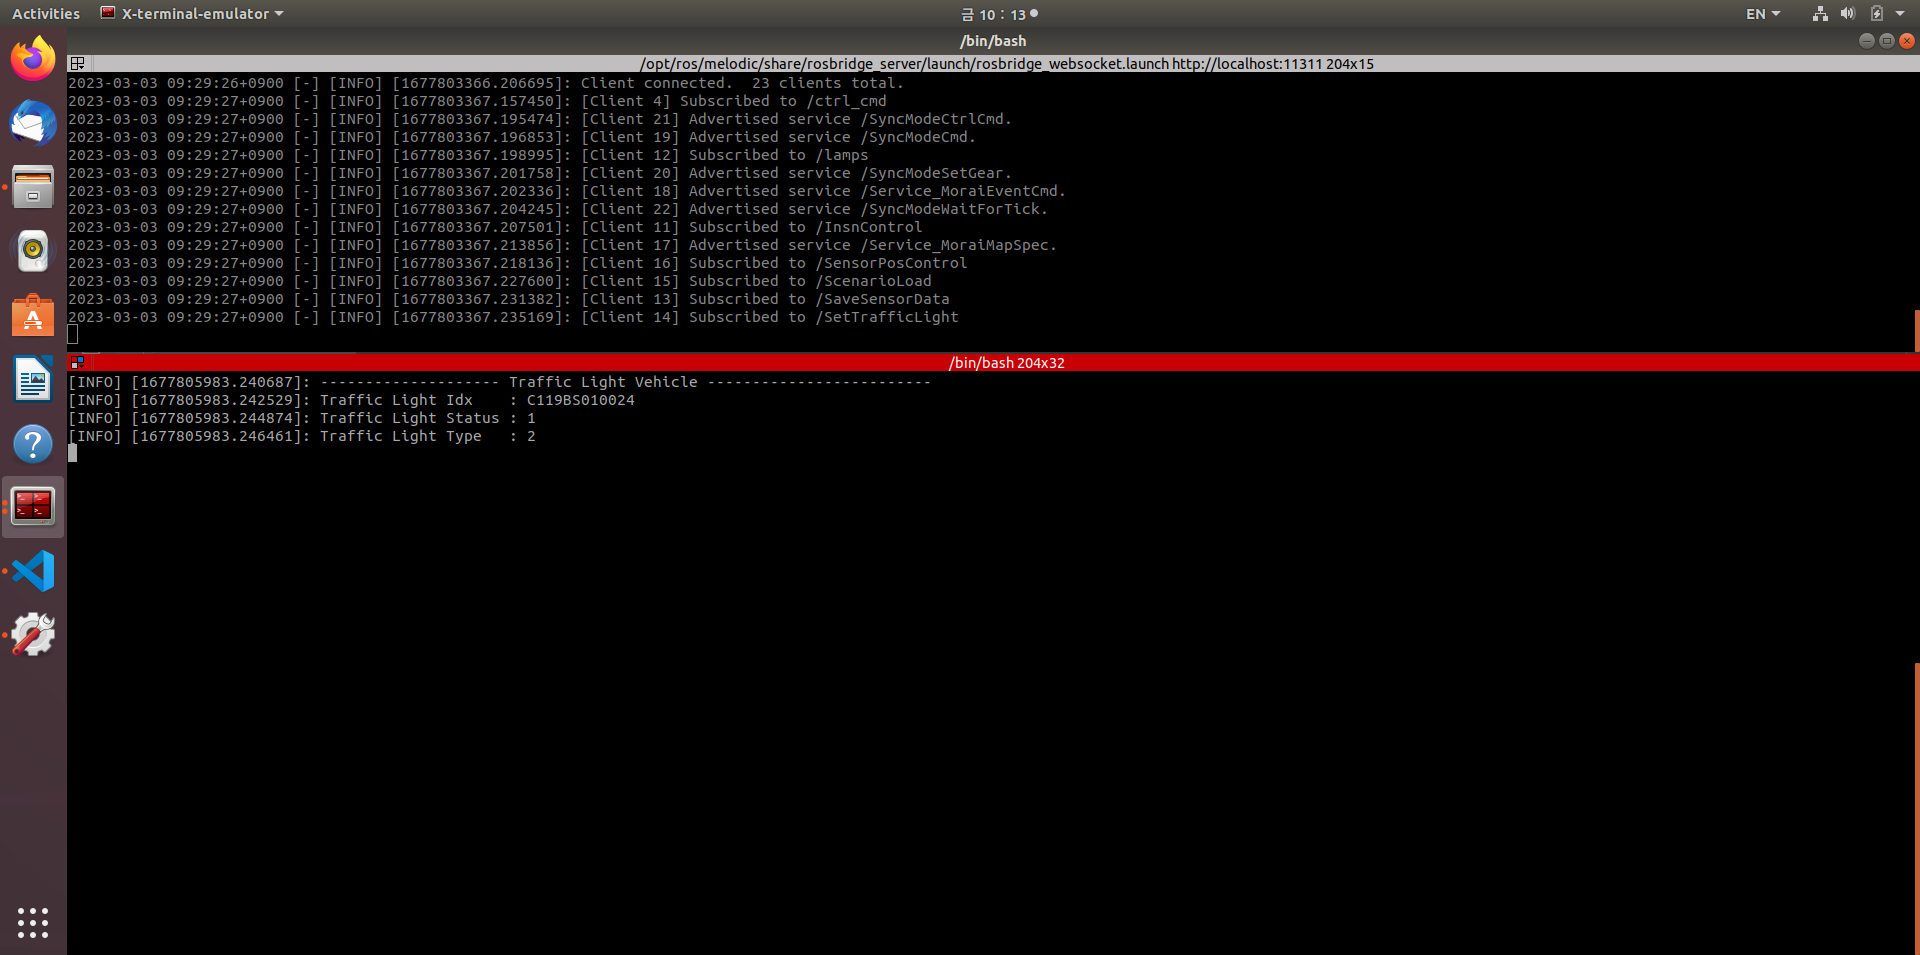 Activities
X-terminal-emulator
금 10 : 13
EN
/bin/bash
/opt/ros/melodic/share/rosbridge_server/launch/rosbridge_websocket.launch http://localhost:11311 204x15
2023-03-03 09:29:26+0900 [-] [INFO] [1677803366.206695]: Client connected.  23 clients total.
2023-03-03 09:29:27+0900 [-] [INFO] [1677803367.157450]: [Client 4] Subscribed to /ctrl_cmd
2023-03-03 09:29:27+0900 [-] [INFO] [1677803367.195474]: [Client 21] Advertised service /SyncModeCtrlCmd.
2023-03-03 09:29:27+0900 [-] [INFO] [1677803367.196853]: [Client 19] Advertised service /SyncModeCmd.
2023-03-03 09:29:27+0900 [-] [INFO] [1677803367.198995]: [Client 12] Subscribed to /lamps
2023-03-03 09:29:27+0900 [-] [INFO] [1677803367.201758]: [Client 20] Advertised service /SyncModeSetGear.
2023-03-03 09:29:27+0900 [-] [INFO] [1677803367.202336]: [Client 18] Advertised service /Service_MoraiEventCmd.
2023-03-03 09:29:27+0900 [-] [INFO] [1677803367.204245]: [Client 22] Advertised service /SyncModeWaitForTick.
2023-03-03 09:29:27+0900 [-] [INFO] [1677803367.207501]: [Client 11] Subscribed to /InsnControl
2023-03-03 09:29:27+0900 [-] [INFO] [1677803367.213856]: [Client 17] Advertised service /Service_MoraiMapSpec.
2023-03-03 09:29:27+0900 [-] [INFO] [1677803367.218136]: [Client 16] Subscribed to /SensorPosControl
2023-03-03 09:29:27+0900 [-] [INFO] [1677803367.227600]: [Client 15] Subscribed to /ScenarioLoad
2023-03-03 09:29:27+0900 [-] [INFO] [1677803367.231382]: [Client 13] Subscribed to /SaveSensorData
2023-03-03 09:29:27+0900 [-] [INFO] [1677803367.235169]: [Client 14] Subscribed to /SetTrafficLight
/bin/bash 204x32
[INFO] [1677805983.240687]: -------------------- Traffic Light Vehicle -------------------------
[INFO] [1677805983.242529]: Traffic Light Idx    : C119BS010024
[INFO] [1677805983.244874]: Traffic Light Status : 1
[INFO] [1677805983.246461]: Traffic Light Type   : 2